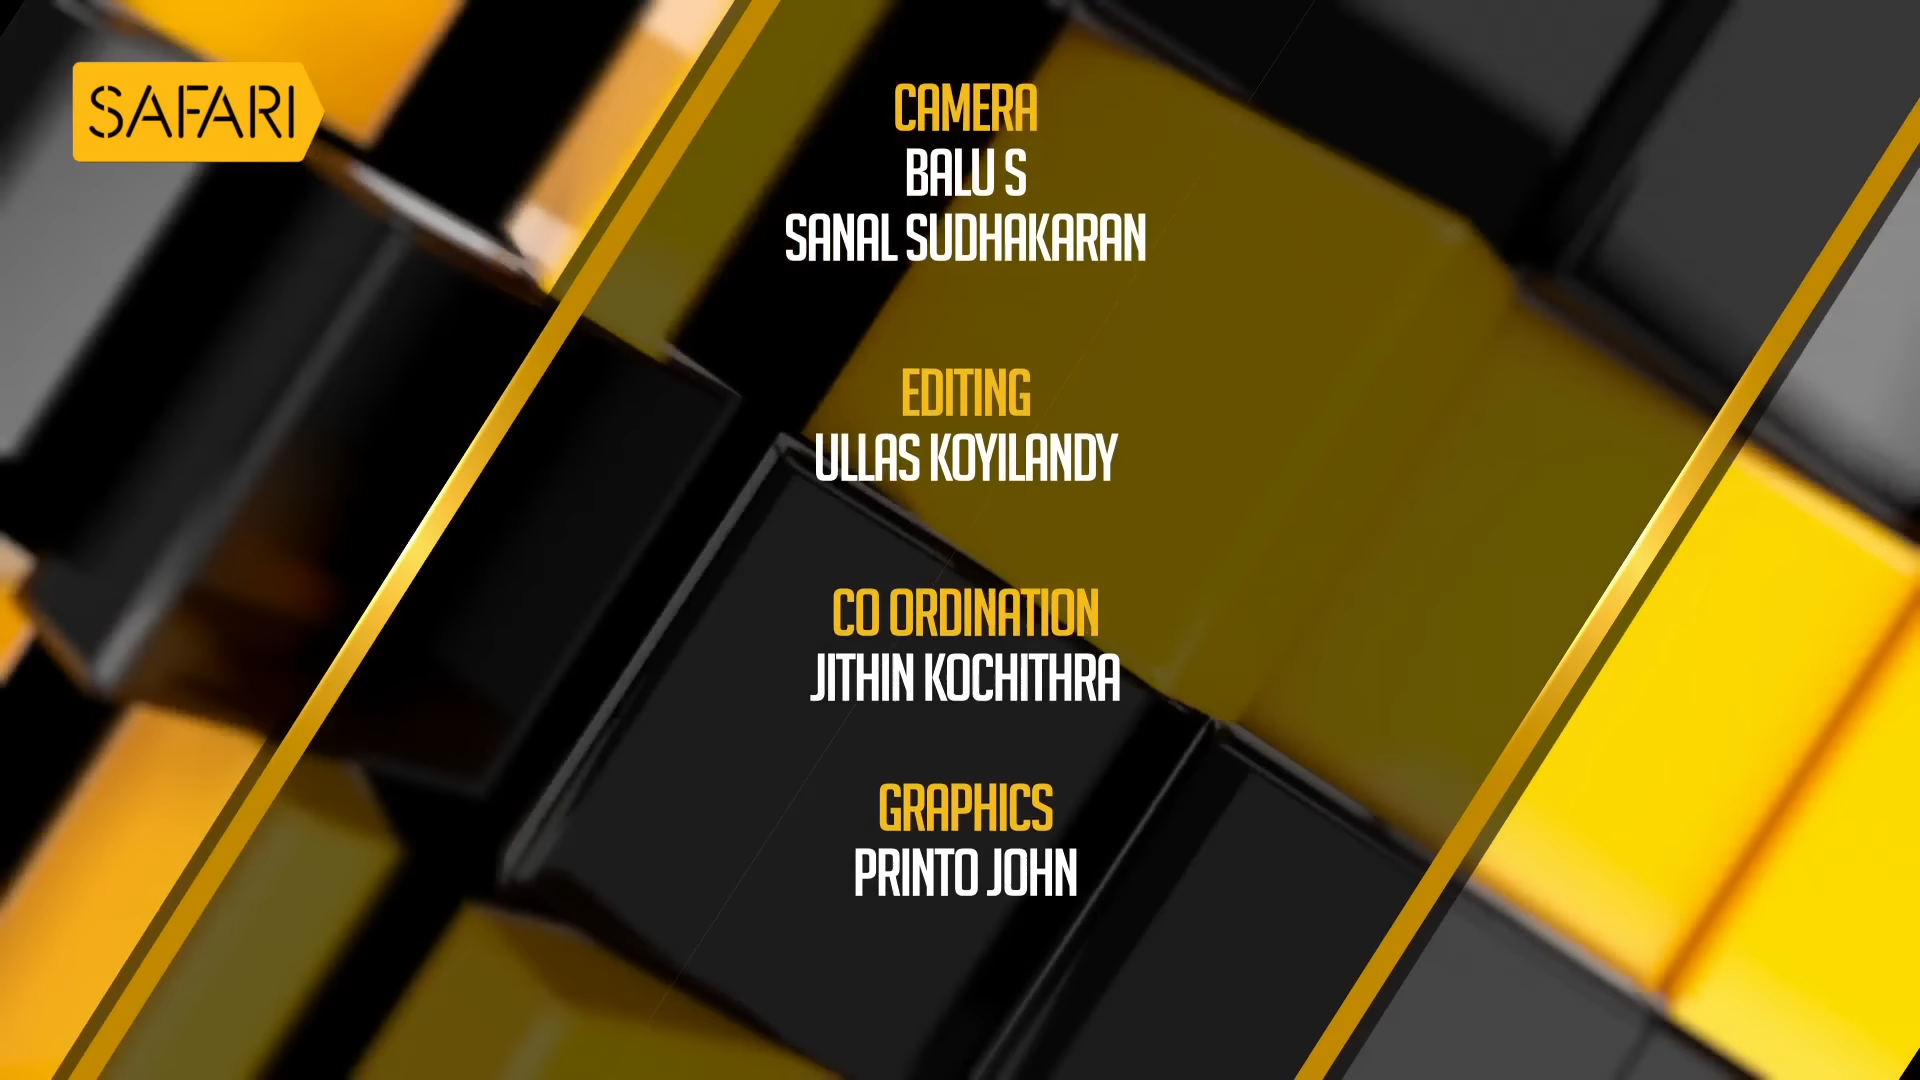 SAFARI
CAMERA
BALU S
SANAL SUDHAKARAN
EDITING
ULLAS KOYILANDY
CO ORDINATION
JITHIN KOCHITHRA
GRAPHICS
PRINTO JOHN